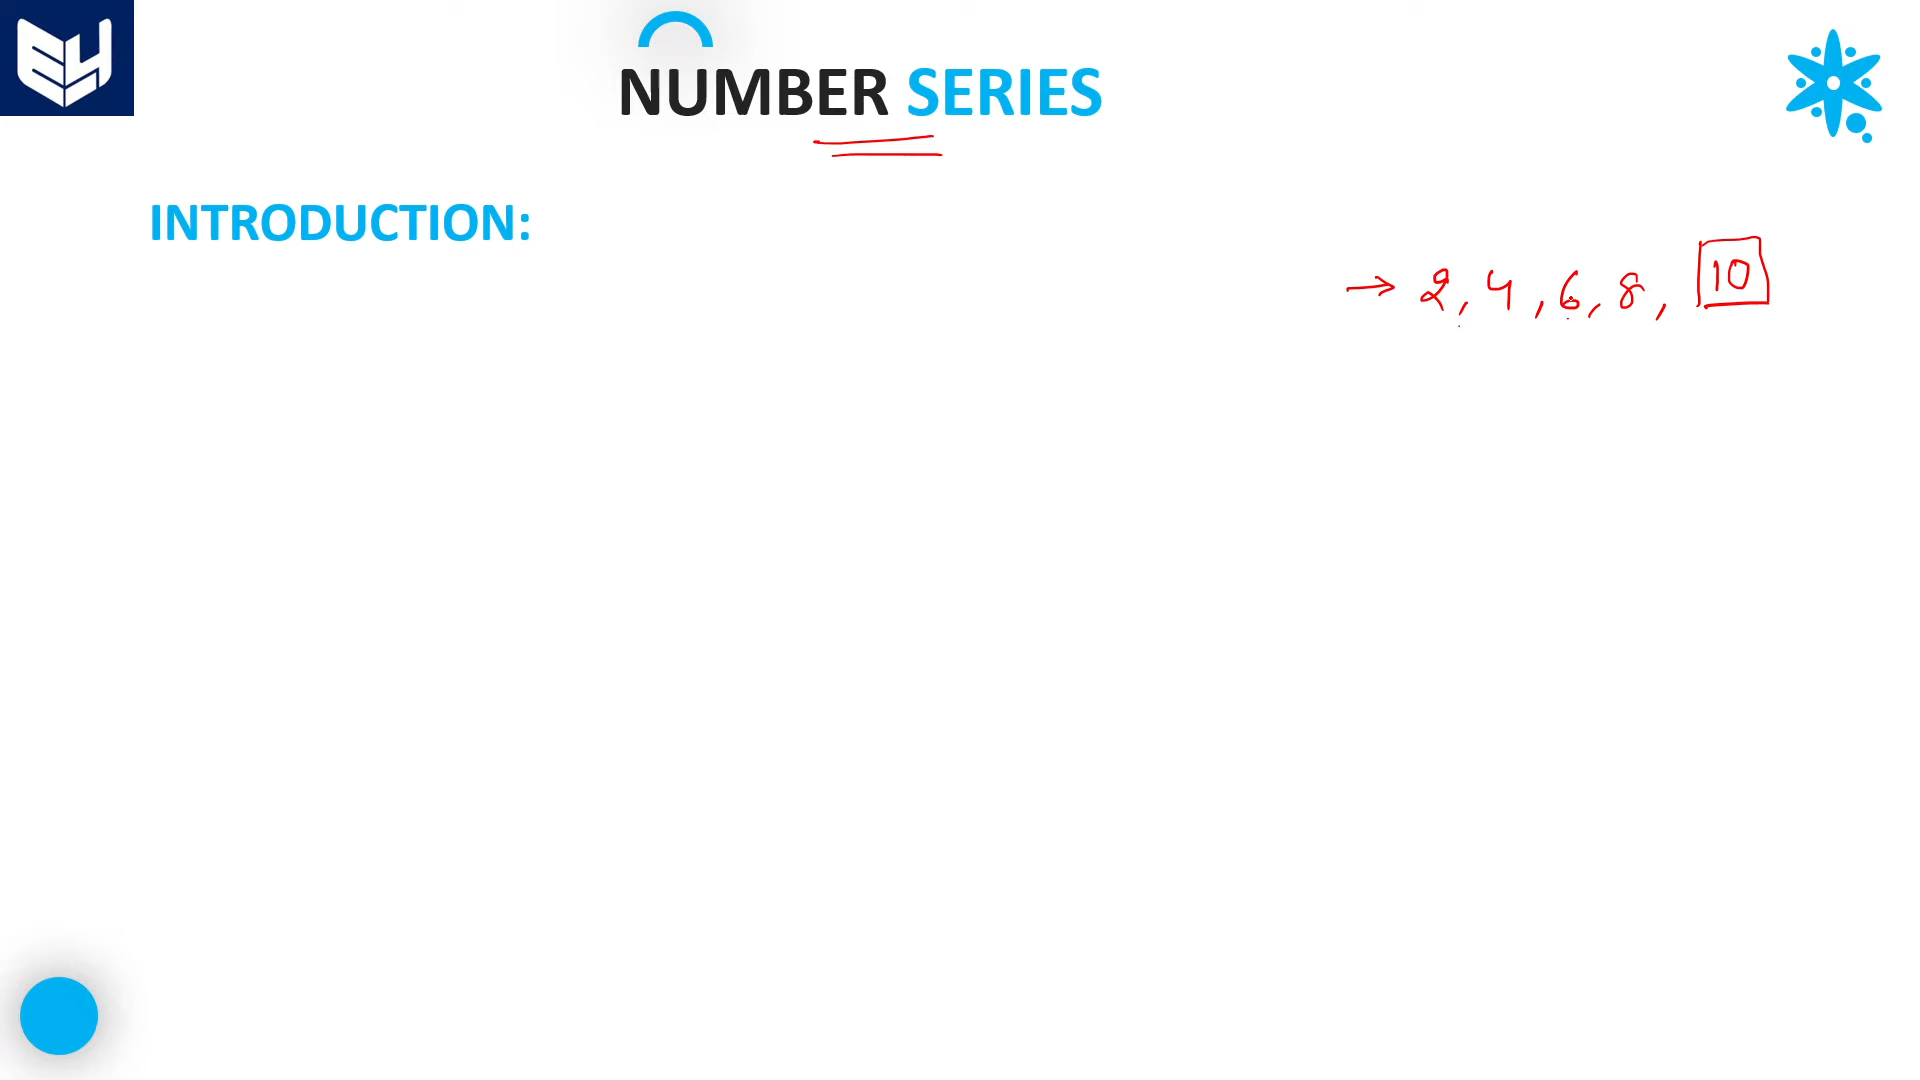 NUMBER SERIES
INTRODUCTION:
→ 2, 4, 6, 8, 10